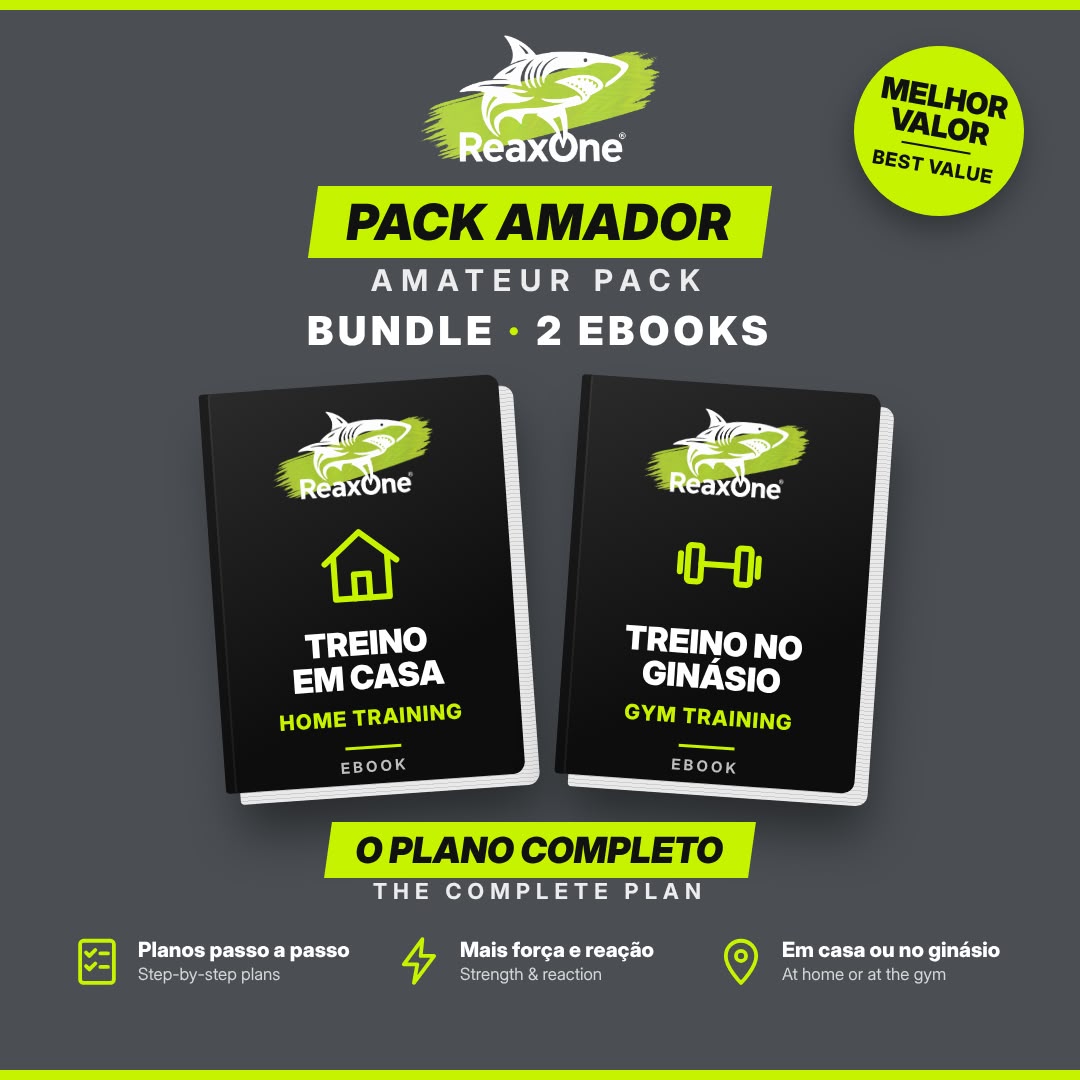 ReaxOne®
MELHOR
VALOR
BEST VALUE
PACK AMADOR
AMATEUR PACK
BUNDLE · 2 EBOOKS
ReaxOne®
TREINO
EM CASA
HOME TRAINING
EBOOK
ReaxOne®
TREINO NO
GINÁSIO
GYM TRAINING
EBOOK
O PLANO COMPLETO
THE COMPLETE PLAN
Planos passo a passo
Step-by-step plans
Mais força e reação
Strength & reaction
Em casa ou no ginásio
At home or at the gym